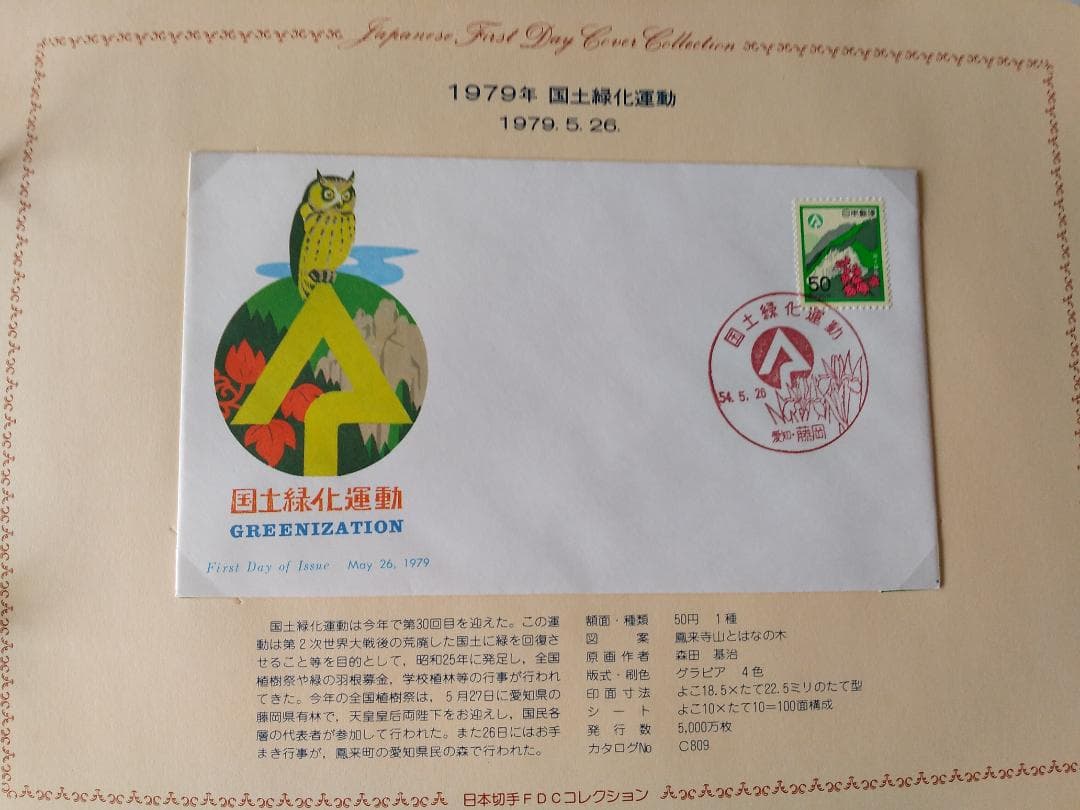 Japanese First Day Cover Collection
1979年 国土緑化運動
1979. 5. 26.
日本郵便
50
国土緑化運動
54. 5. 26
愛知・藤岡
国土緑化運動
GREENIZATION
First Day of Issue May 26, 1979
国土緑化運動は今年で第30回目を迎えた。この運
動は第2次世界大戦後の荒廃した国土に緑を回復さ
せること等を目的として，昭和25年に発足し，全国
植樹祭や緑の羽根募金，学校植林等の行事が行われ
てきた。今年の全国植樹祭は，5月27日に愛知県の
藤岡県有林で，天皇皇后両陛下をお迎えし，国民各
層の代表者が参加して行われた。また26日にはお手
まき行事が，鳳来町の愛知県民の森で行われた。
額面・種類 50円 1種
図案 鳳来寺山とはなの木
原画作者 森田 基治
版式・刷色 グラビア 4色
印面寸法 よこ18.5×たて22.5ミリのたて型
シート よこ10×たて10＝100面構成
発行数 5,000万枚
カタログNo C809
日本切手FDCコレクション